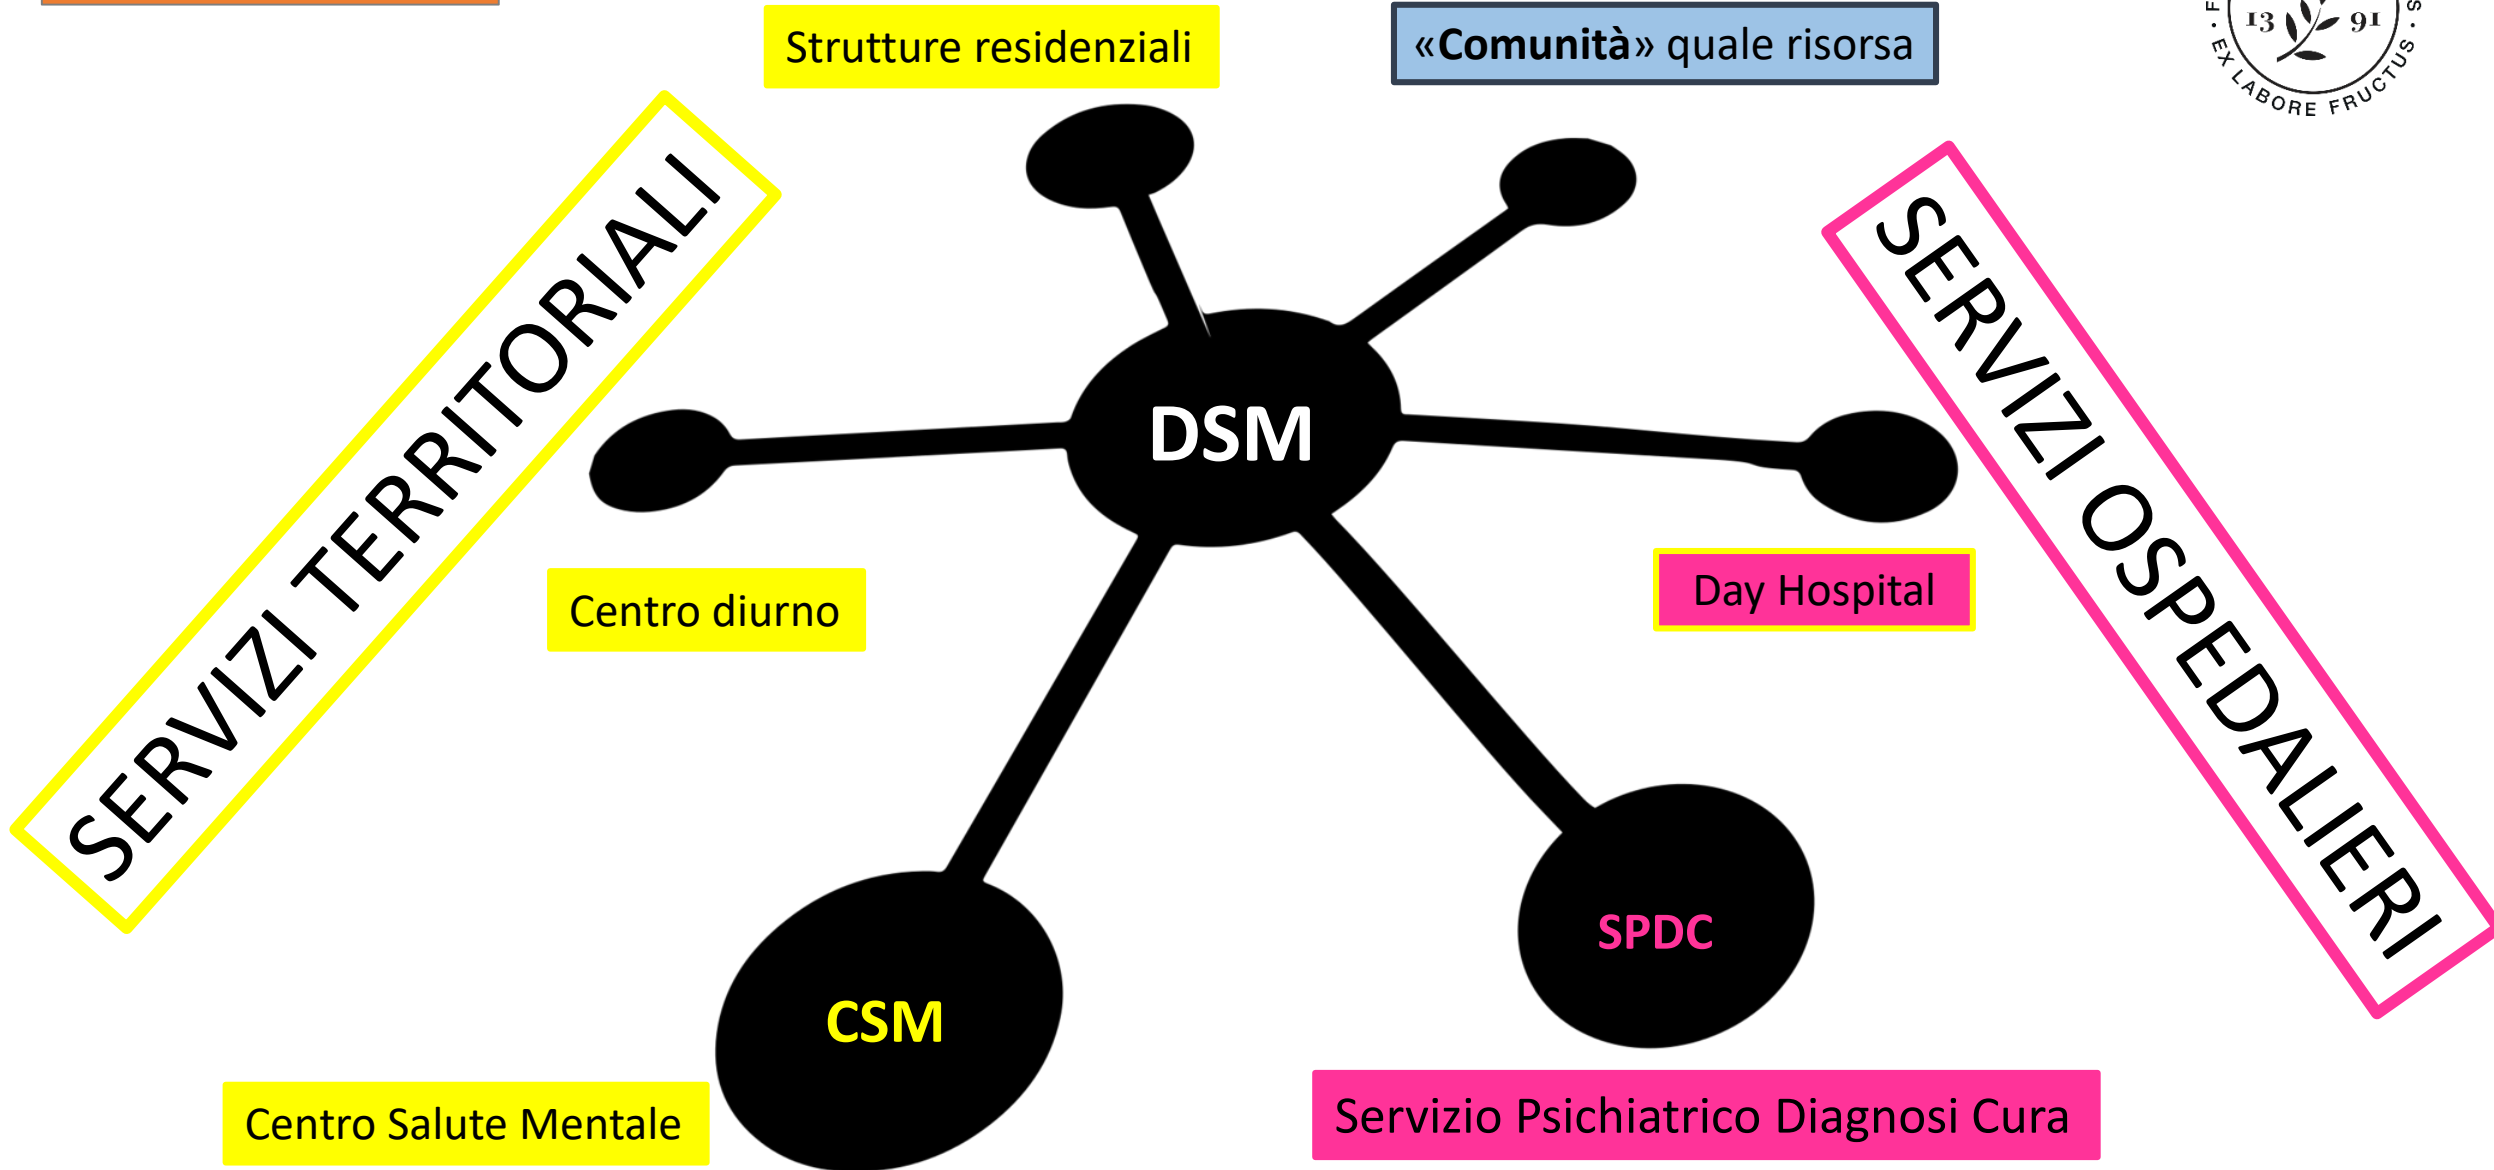 Strutture residenziali
«Comunità» quale risorsa
13 91
EX LABORE FRUCTUS
SERVIZI TERRITORIALI
SERVIZI OSPEDALIERI
DSM
Centro diurno
Day Hospital
SPDC
CSM
Centro Salute Mentale
Servizio Psichiatrico Diagnosi Cura